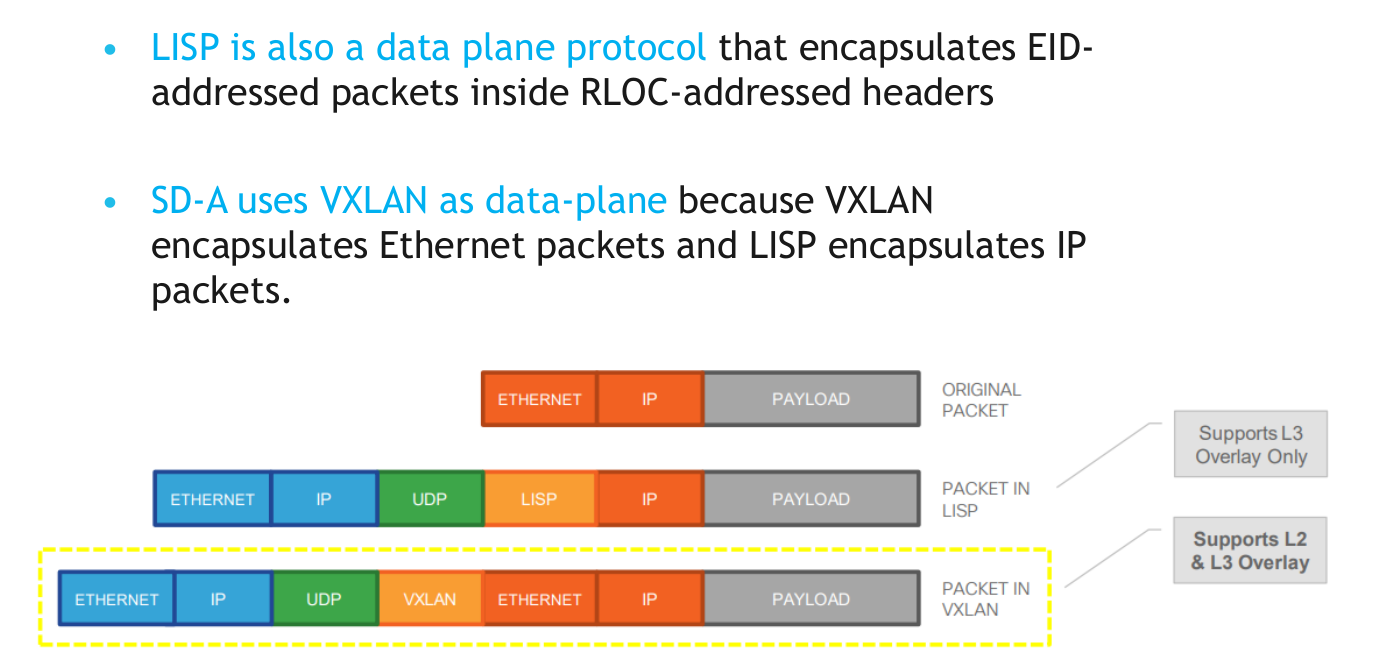 • LISP is also a data plane protocol that encapsulates EID-
addressed packets inside RLOC-addressed headers
• SD-A uses VXLAN as data-plane because VXLAN
encapsulates Ethernet packets and LISP encapsulates IP
packets.
ETHERNET IP PAYLOAD
ORIGINAL
PACKET
Supports L3
Overlay Only
ETHERNET IP UDP LISP IP PAYLOAD
PACKET IN
LISP
Supports L2
& L3 Overlay
ETHERNET IP UDP VXLAN ETHERNET IP PAYLOAD
PACKET IN
VXLAN